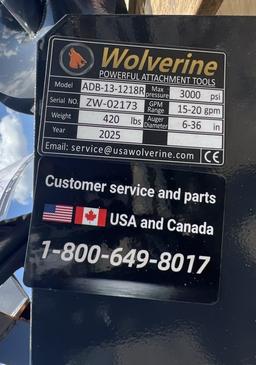 Wolverine
POWERFUL ATTACHMENT TOOLS
Model ADB-13-1218R Max pressure 3000 psi
Serial NO. ZW-02173 GPM Range 15-20 gpm
Weight 420 lbs Auger Diameter 6-36 in
Year 2025
Email: service@usawolverine.com CE
Customer service and parts
USA and Canada
1-800-649-8017